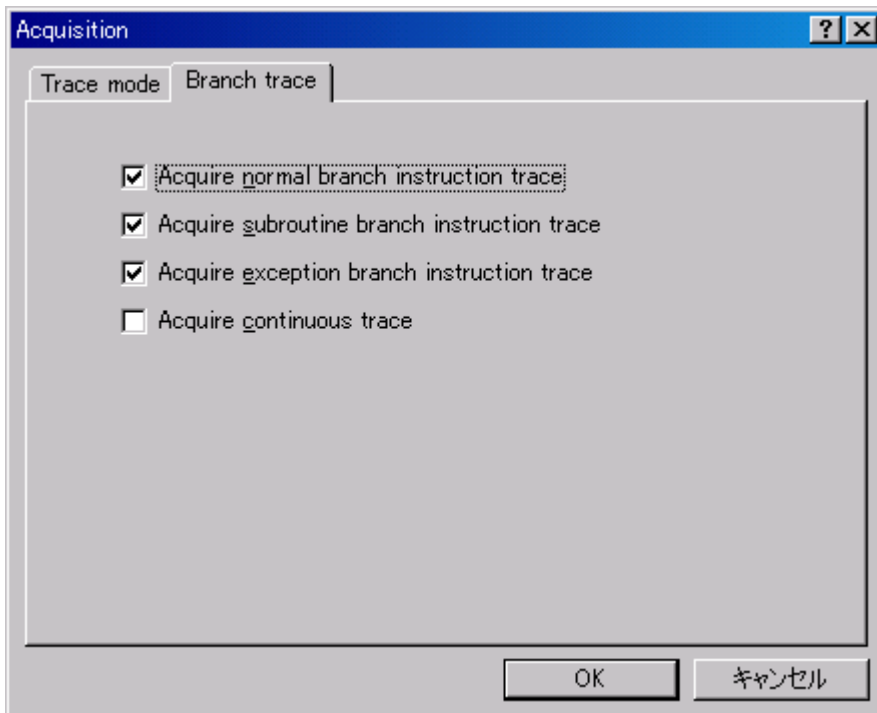 Acquisition
Trace mode Branch trace
Acquire normal branch instruction trace
Acquire subroutine branch instruction trace
Acquire exception branch instruction trace
Acquire continuous trace
OK キャンセル